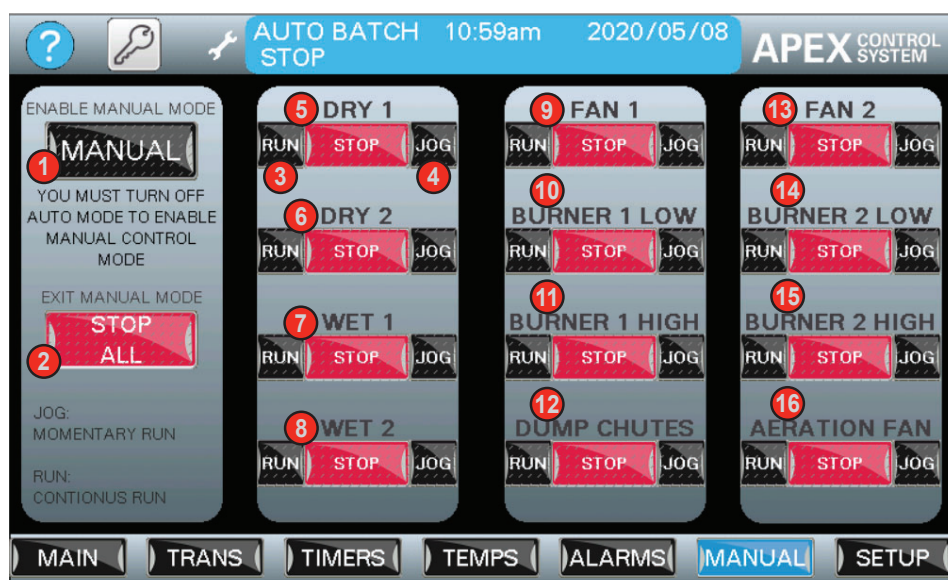 ?
AUTO BATCH 10:59am 2020/05/08
STOP
APEX CONTROL SYSTEM
ENABLE MANUAL MODE
MANUAL
1
YOU MUST TURN OFF
AUTO MODE TO ENABLE
MANUAL CONTROL
MODE
EXIT MANUAL MODE
STOP
ALL
2
JOG:
MOMENTARY RUN
RUN:
CONTIONUS RUN
5 DRY 1
RUN STOP JOG
3 4
6 DRY 2
RUN STOP JOG
7 WET 1
RUN STOP JOG
8 WET 2
RUN STOP JOG
9 FAN 1
RUN STOP JOG
10
BURNER 1 LOW
RUN STOP JOG
11
BURNER 1 HIGH
RUN STOP JOG
12
DUMP CHUTES
RUN STOP JOG
13 FAN 2
RUN STOP JOG
14
BURNER 2 LOW
RUN STOP JOG
15
BURNER 2 HIGH
RUN STOP JOG
16
AERATION FAN
RUN STOP JOG
MAIN TRANS TIMERS TEMPS ALARMS MANUAL SETUP